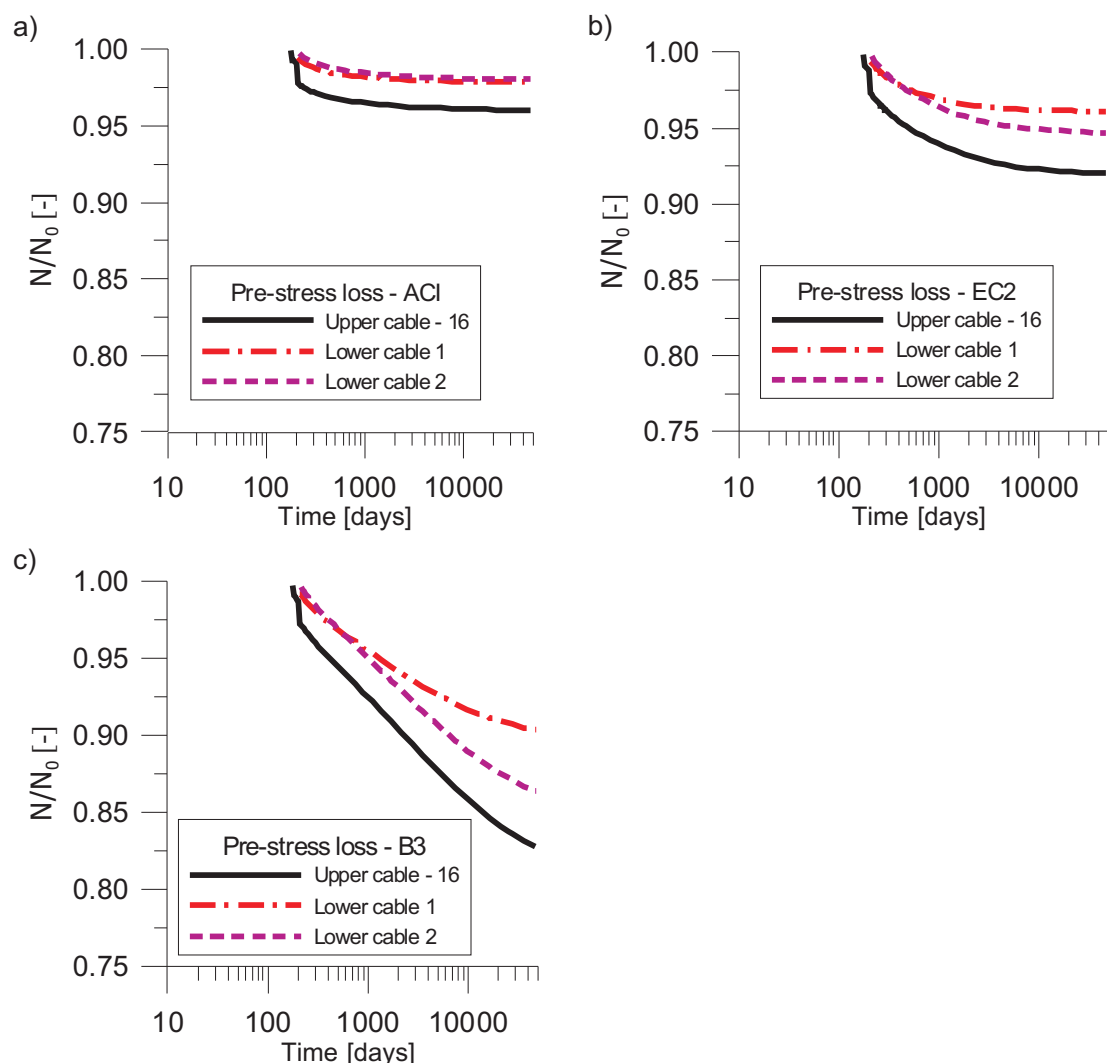 a)
1.00
0.95
0.90
0.85
0.80
0.75
N/N₀ [-]
Pre-stress loss - ACI
Upper cable - 16
Lower cable 1
Lower cable 2
10 100 1000 10000
Time [days]
b)
1.00
0.95
0.90
0.85
0.80
0.75
N/N₀ [-]
Pre-stress loss - EC2
Upper cable - 16
Lower cable 1
Lower cable 2
10 100 1000 10000
Time [days]
c)
1.00
0.95
0.90
0.85
0.80
0.75
N/N₀ [-]
Pre-stress loss - B3
Upper cable - 16
Lower cable 1
Lower cable 2
10 100 1000 10000
Time [days]